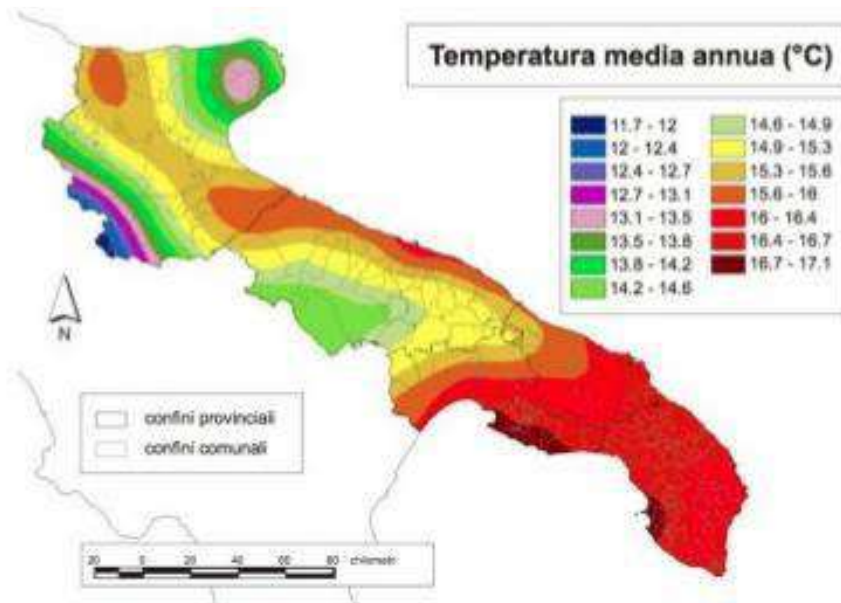 Temperatura media annua (°C)
11.7 - 12
12 - 12.4
12.4 - 12.7
12.7 - 13.1
13.1 - 13.5
13.5 - 13.8
13.8 - 14.2
14.2 - 14.6
14.6 - 14.9
14.9 - 15.3
15.3 - 15.6
15.6 - 16
16 - 16.4
16.4 - 16.7
16.7 - 17.1
N
confini provinciali
confini comunali
20 0 20 40 60 80 chilometri